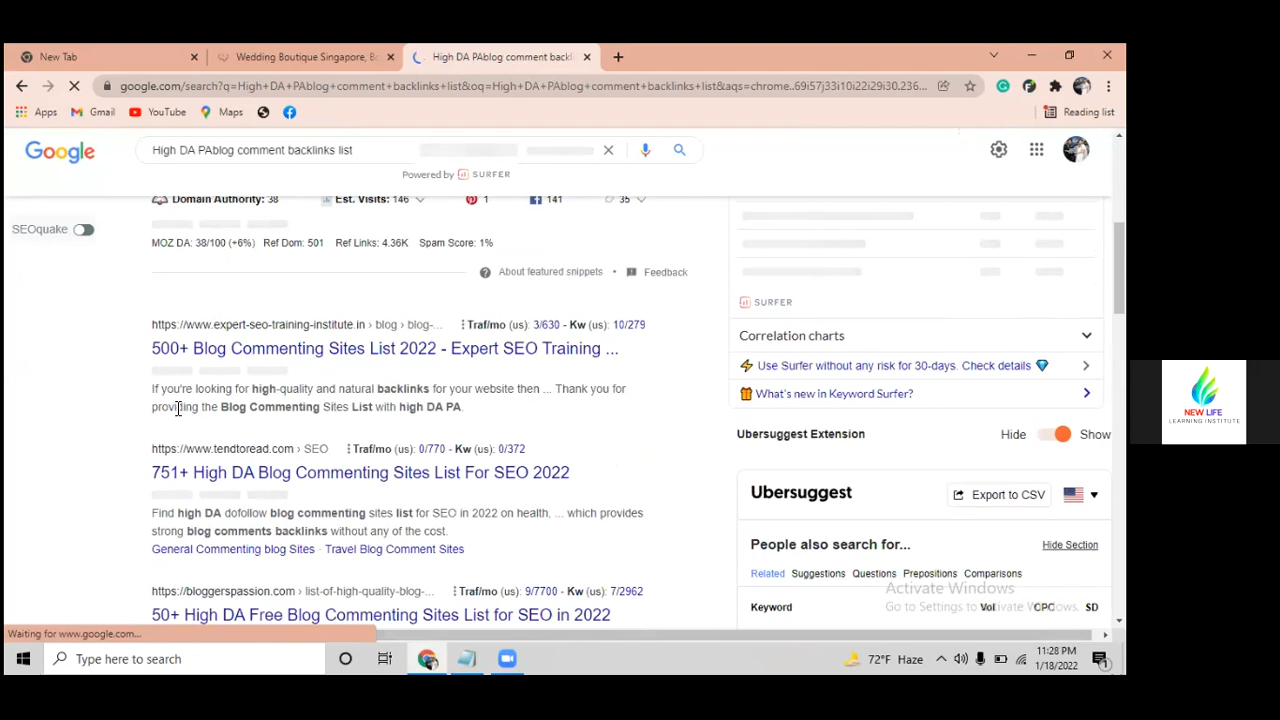 New Tab
Wedding Boutique Singapore, B
High DA PAblog comment backl
google.com/search?q=High+DA+PAblog+comment+backlinks+list&oq=High+DA+PAblog+comment+backlinks+list&aqs=chrome..69i57j33i10i22i29i30.236...
Apps
Gmail
YouTube
Maps
Reading list
Google
High DA PAblog comment backlinks list
Powered by SURFER
Domain Authority: 38
Est. Visits: 146
1
141
35
SEOquake
MOZ DA: 38/100 (+6%) Ref Dom: 501 Ref Links: 4.36K Spam Score: 1%
About featured snippets
Feedback
https://www.expert-seo-training-institute.in › blog › blog-...
Traf/mo (us): 3/630 - Kw (us): 10/279
500+ Blog Commenting Sites List 2022 - Expert SEO Training ...
If you're looking for high-quality and natural backlinks for your website then ... Thank you for
providing the Blog Commenting Sites List with high DA PA.
https://www.tendtoread.com › SEO
Traf/mo (us): 0/770 - Kw (us): 0/372
751+ High DA Blog Commenting Sites List For SEO 2022
Find high DA dofollow blog commenting sites list for SEO in 2022 on health, ... which provides
strong blog comments backlinks without any of the cost.
General Commenting blog Sites · Travel Blog Comment Sites
https://bloggerspassion.com › list-of-high-quality-blog-...
Traf/mo (us): 9/7700 - Kw (us): 7/2962
50+ High DA Free Blog Commenting Sites List for SEO in 2022
SURFER
Correlation charts
Use Surfer without any risk for 30-days. Check details
What's new in Keyword Surfer?
Ubersuggest Extension
Hide
Show
Ubersuggest
Export to CSV
People also search for...
Hide Section
Related Suggestions Questions Prepositions Comparisons
Activate Windows
Go to Settings to Activate Windows.
Keyword
Vol
CPC
SD
Waiting for www.google.com...
Type here to search
72°F Haze
11:28 PM
1/18/2022
1
NEW LIFE
LEARNING INSTITUTE